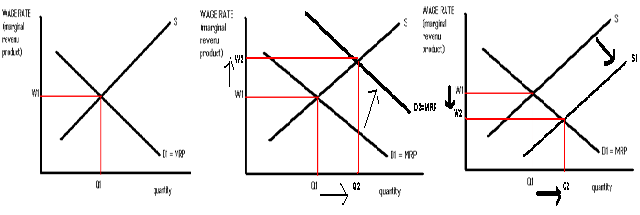 WAGE RATE
(marginal
revenu
product)
S
W1
D1 = MRP
Q1
quantity
WAGE RATE
(marginal
revenu
product)
S
W2
W1
D2=MRP
D1 = MRP
Q1
Q2
quantity
WAGE RATE
(marginal
revenu
product)
S
S1
W1
W2
D1 = MRP
Q1
Q2
quantity